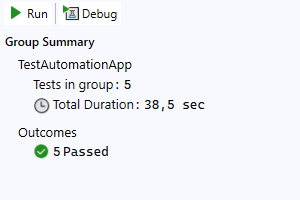 Run Debug
Group Summary
TestAutomationApp
Tests in group: 5
Total Duration: 38,5 sec
Outcomes
5 Passed